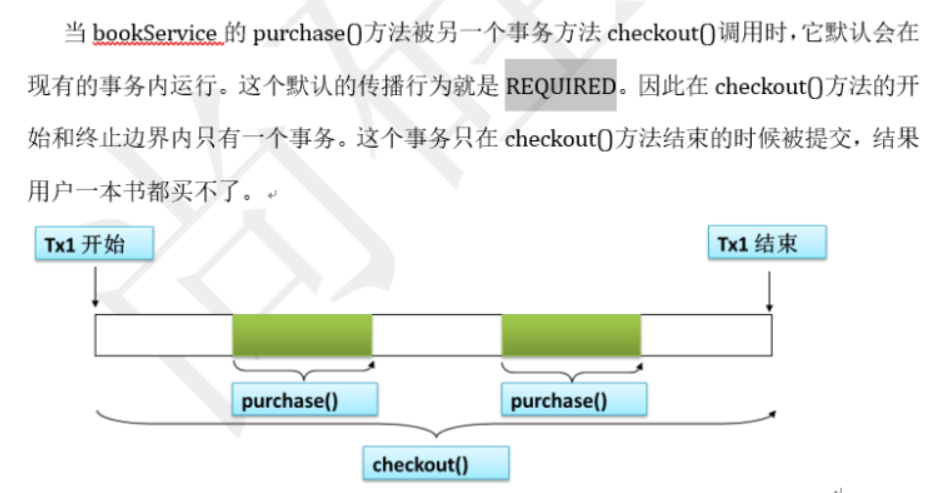 当 bookService 的 purchase()方法被另一个事务方法 checkout()调用时，它默认会在
现有的事务内运行。这个默认的传播行为就是 REQUIRED。因此在 checkout()方法的开
始和终止边界内只有一个事务。这个事务只在 checkout()方法结束的时候被提交，结果
用户一本书都买不了。
Tx1 开始
Tx1 结束
purchase()
purchase()
checkout()